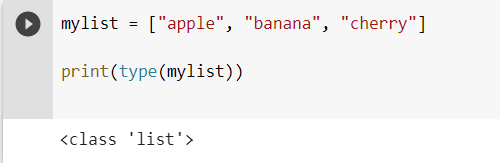 mylist = ["apple", "banana", "cherry"]
print(type(mylist))
<class 'list'>